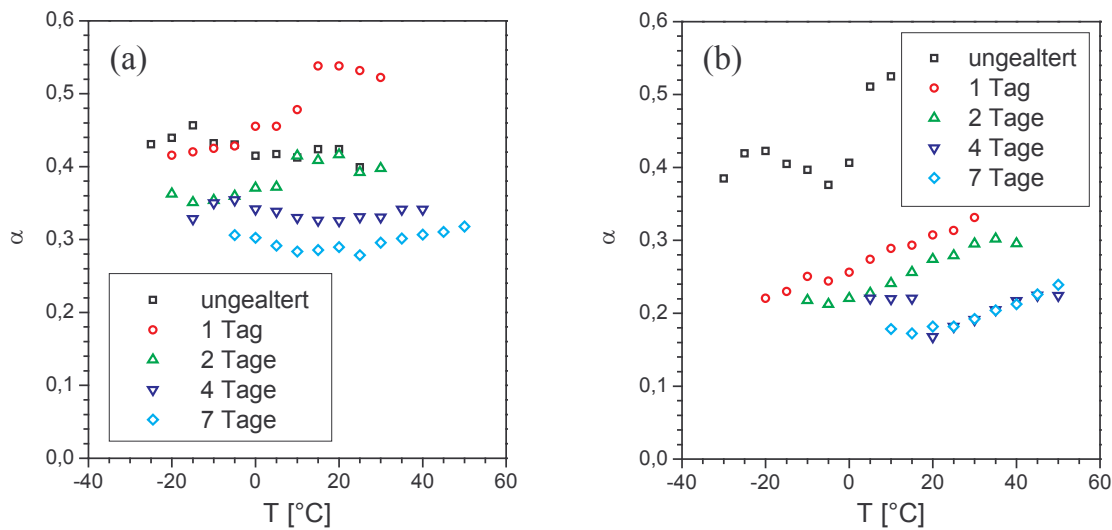 (a)
0,6
0,5
0,4
0,3
0,2
0,1
0,0
α
-40 -20 0 20 40 60
T [°C]
ungealtert
1 Tag
2 Tage
4 Tage
7 Tage
(b)
0,6
0,5
0,4
0,3
0,2
0,1
0,0
α
-40 -20 0 20 40 60
T [°C]
ungealtert
1 Tag
2 Tage
4 Tage
7 Tage